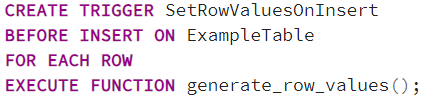 CREATE TRIGGER SetRowValuesOnInsert
BEFORE INSERT ON ExampleTable
FOR EACH ROW
EXECUTE FUNCTION generate_row_values();